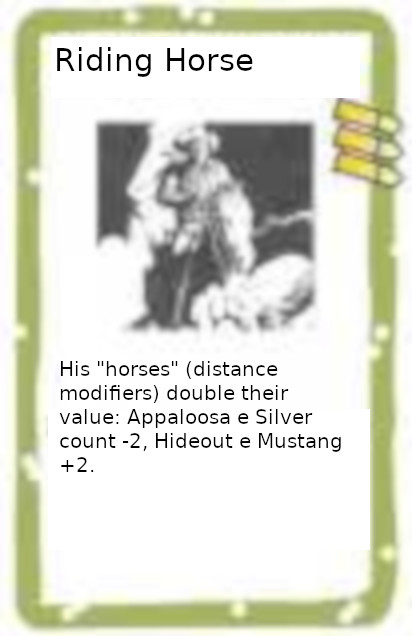 Riding Horse
His "horses" (distance
modifiers) double their
value: Appaloosa e Silver
count -2, Hideout e Mustang
+2.